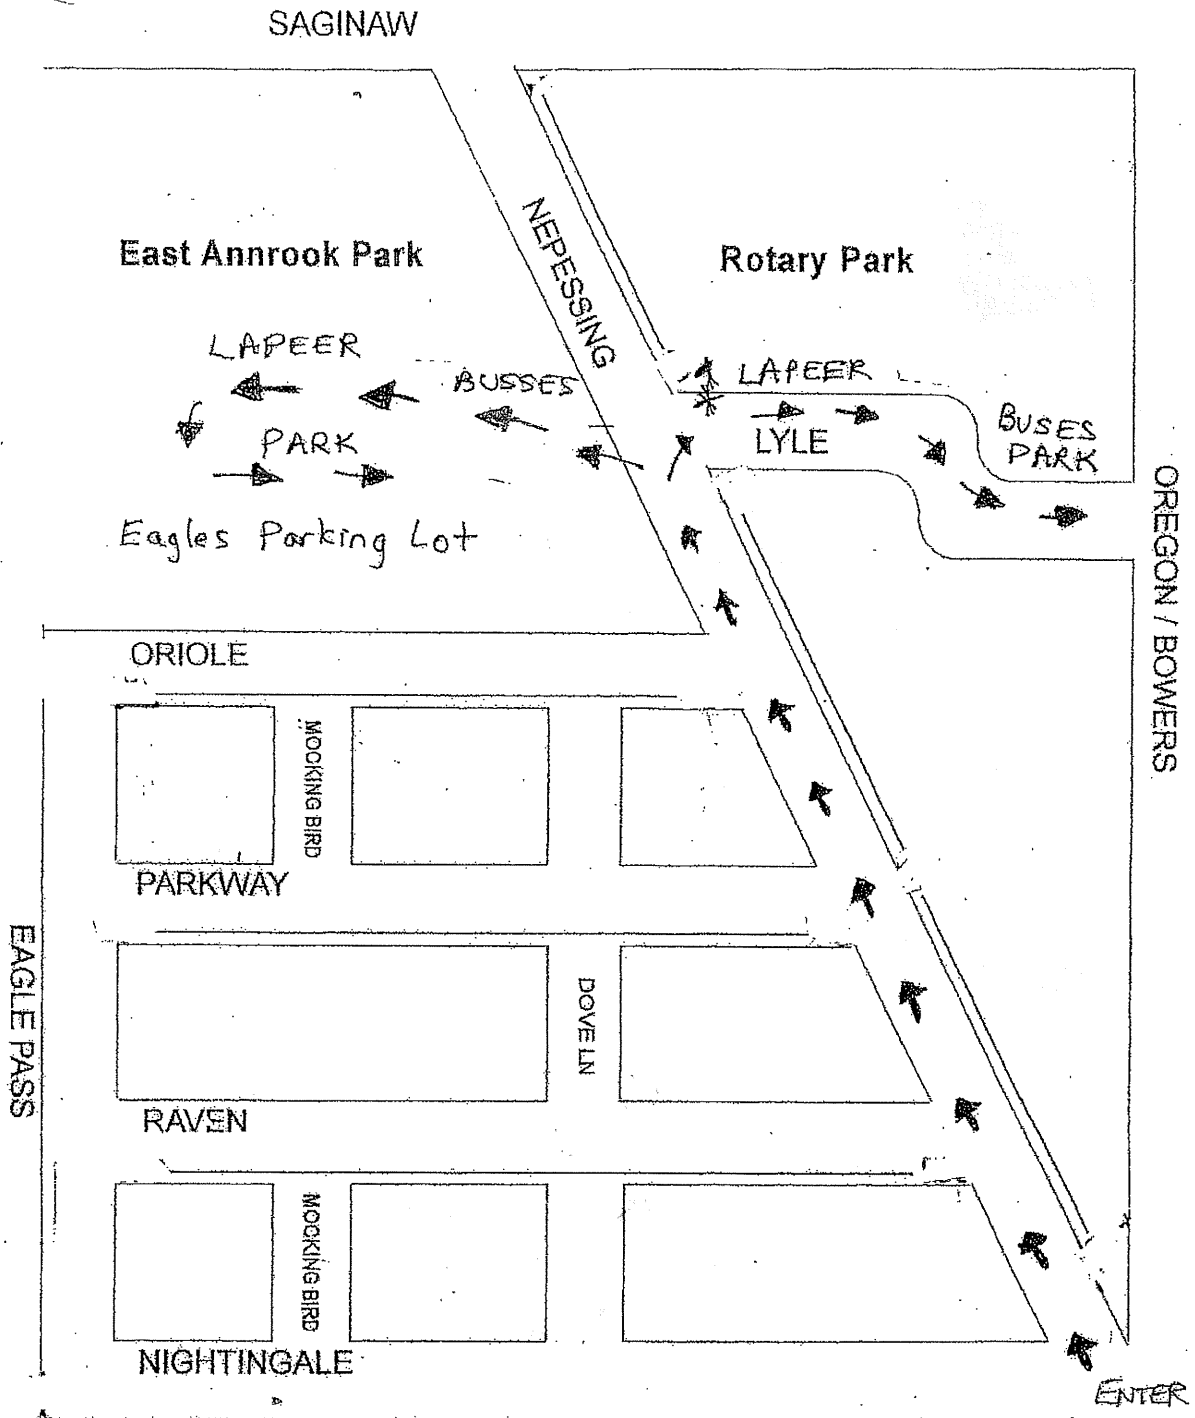 SAGINAW
NEPESSING
East Annrook Park
Rotary Park
LAPEER
BUSSES
PARK
Eagles Parking Lot
LAPEER
LYLE
BUSES
PARK
OREGON / BOWERS
ORIOLE
MOCKING BIRD
PARKWAY
EAGLE PASS
DOVE LN
RAVEN
MOCKING BIRD
NIGHTINGALE
ENTER